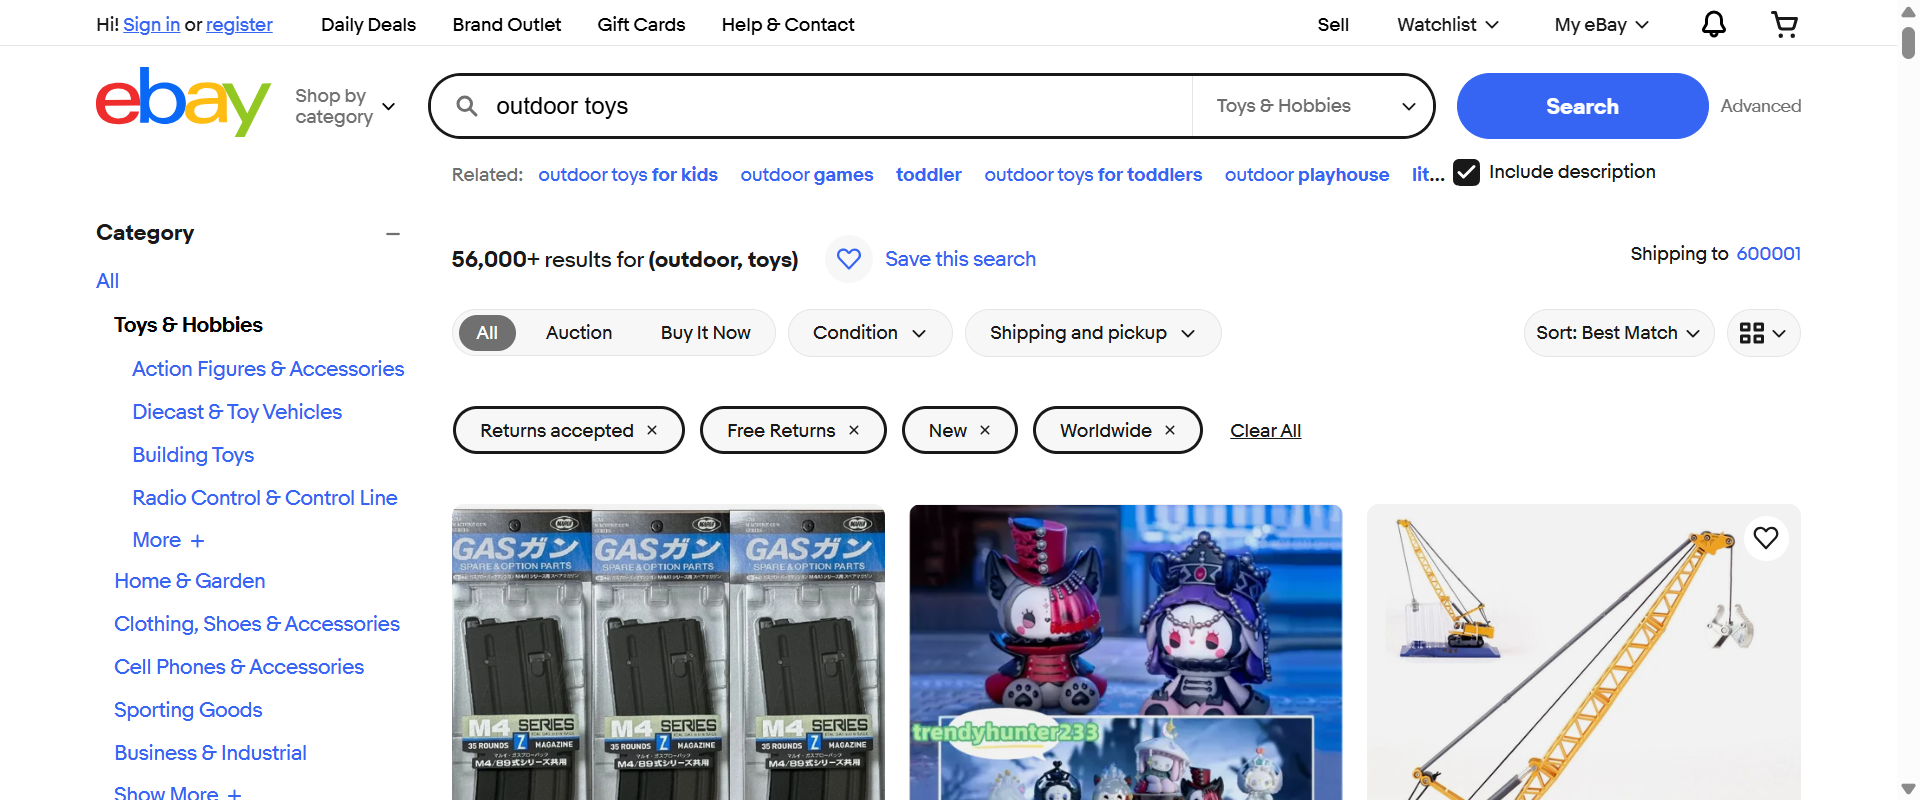 Hi! Sign in or register
Daily Deals
Brand Outlet
Gift Cards
Help & Contact
Sell
Watchlist
My eBay
ebay
Shop by
category
outdoor toys
Toys & Hobbies
Search
Advanced
Related:
outdoor toys for kids
outdoor games
toddler
outdoor toys for toddlers
outdoor playhouse
lit...
Include description
Category
All
Toys & Hobbies
Action Figures & Accessories
Diecast & Toy Vehicles
Building Toys
Radio Control & Control Line
More
Home & Garden
Clothing, Shoes & Accessories
Cell Phones & Accessories
Sporting Goods
Business & Industrial
Show More
56,000+ results for (outdoor, toys)
Save this search
Shipping to 600001
All
Auction
Buy It Now
Condition
Shipping and pickup
Sort: Best Match
Returns accepted
Free Returns
New
Worldwide
Clear All
GASガン
SPARE & OPTION PARTS
M4 SERIES
35 ROUNDS Z MAGAZINE
M4/89式シリーズ共用
GASガン
SPARE & OPTION PARTS
M4 SERIES
35 ROUNDS Z MAGAZINE
M4/89式シリーズ共用
GASガン
SPARE & OPTION PARTS
M4 SERIES
35 ROUNDS Z MAGAZINE
M4/89式シリーズ共用
trendyhunter233